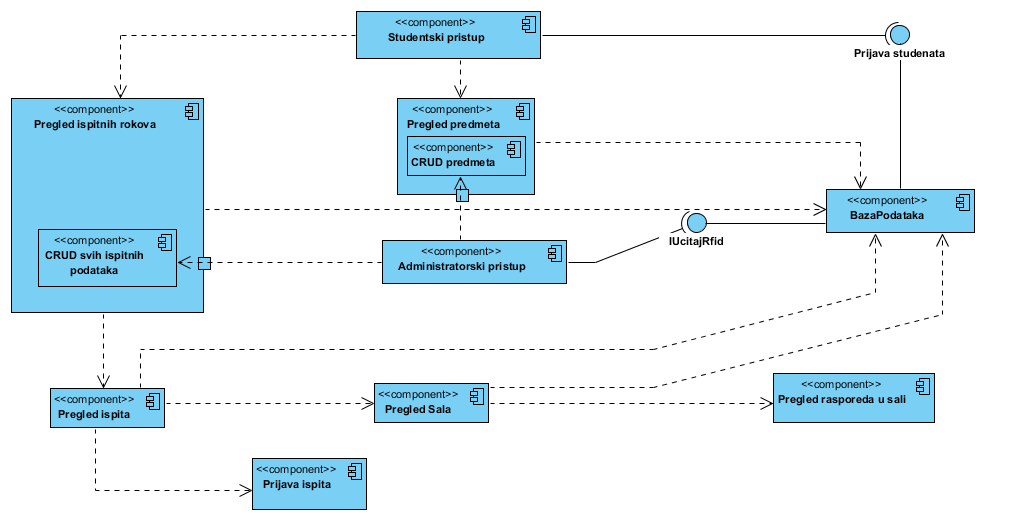 <<component>>
Studentski pristup
Prijava studenata
<<component>>
Pregled ispitnih rokova
<<component>>
Pregled predmeta
<<component>>
CRUD predmeta
<<component>>
BazaPodataka
IUcitajRfid
<<component>>
CRUD svih ispitnih
podataka
<<component>>
Administratorski pristup
<<component>>
Pregled ispita
<<component>>
Pregled Sala
<<component>>
Pregled rasporeda u sali
<<component>>
Prijava ispita